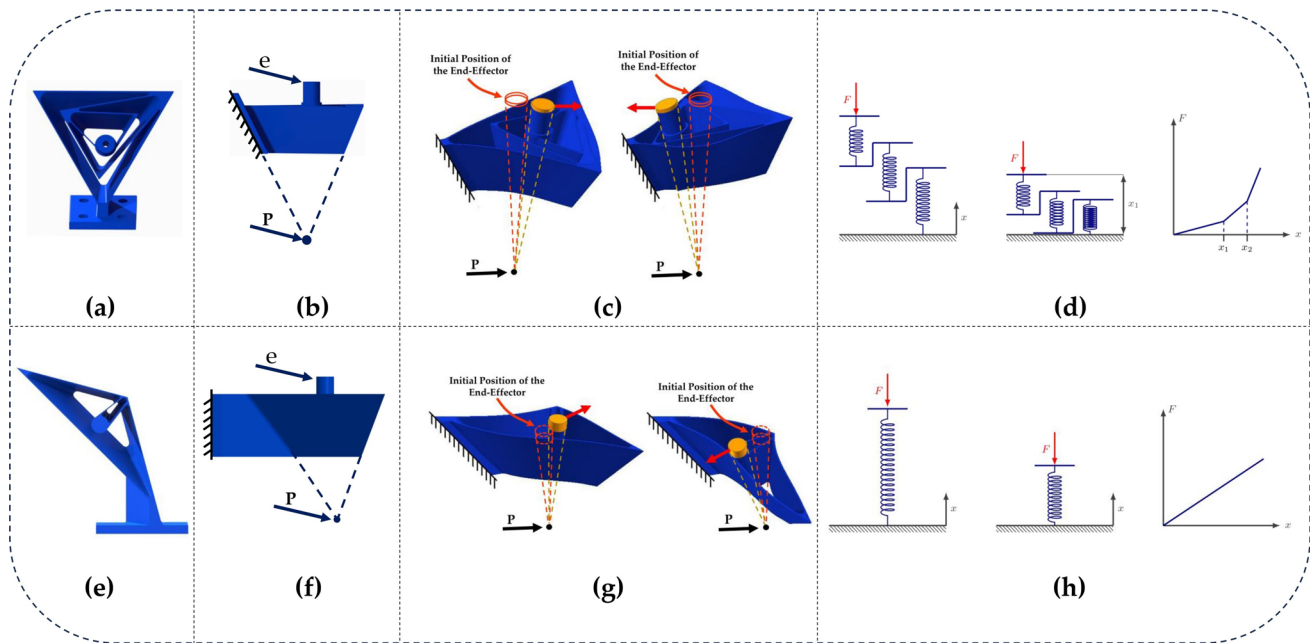 e
P
Initial Position of
the End-Effector
Initial Position of
the End-Effector
P
P
F
x
F
x₁
F
x₁
x₂
x
(a)
(b)
(c)
(d)
e
P
Initial Position of the
End-Effector
Initial Position of the
End-Effector
P
P
F
x
F
x
F
x
(e)
(f)
(g)
(h)